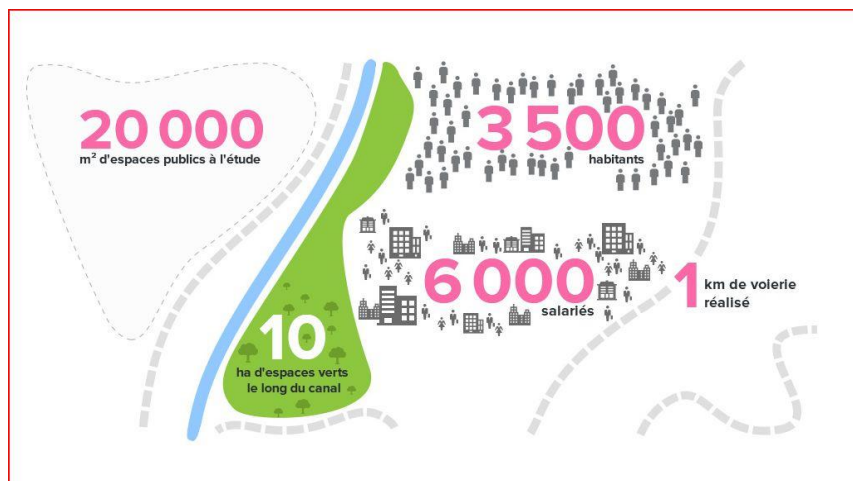 20 000
m² d'espaces publics à l'étude
3 500
habitants
6 000
salariés
1
km de voierie
réalisé
10
ha d'espaces verts
le long du canal